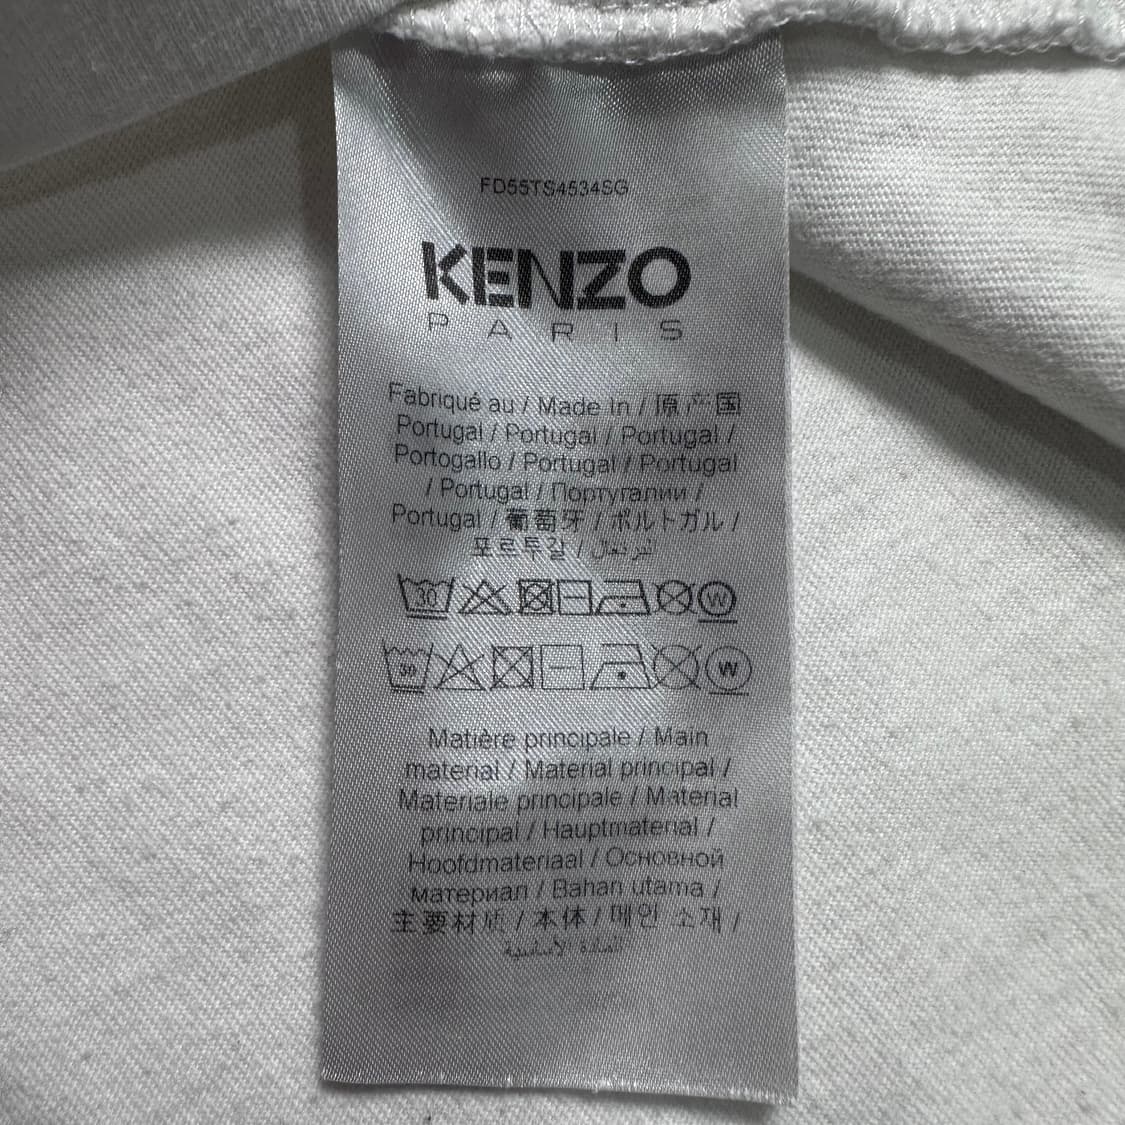 FD55TS4534SG
KENZO
PARIS
Fabriqué au / Made In / 原产国
Portugal / Portugal / Portugal /
Portogallo / Portugal / Portugal
/ Portugal / Португалии /
Portugal / 葡萄牙 / ポルトガル /
포르투갈 / البرتغال
30 W
30 W
Matière principale / Main
material / Material principal /
Materiale principale / Material
principal / Hauptmaterial /
Hoofdmateriaal / Основной
материал / Bahan utama /
主要材质 / 本体 / 메인 소재 /
المادة الأساسية